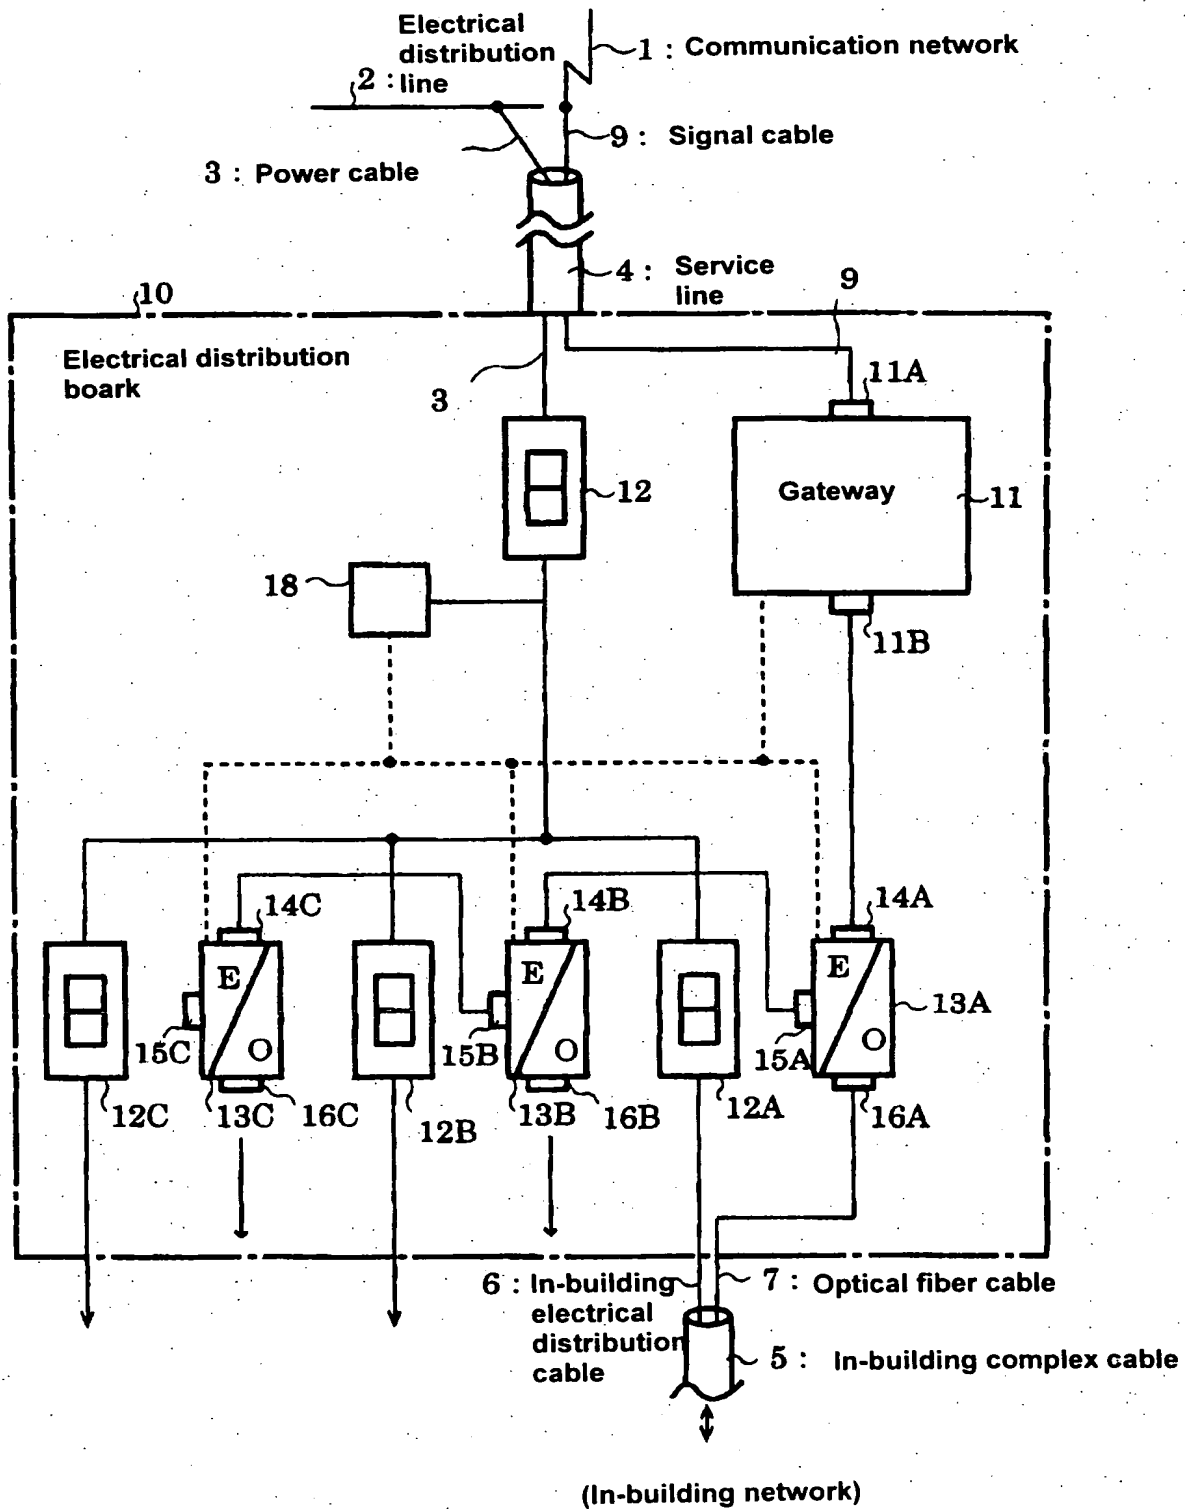 Electrical
distribution
line
2 :
1 : Communication network
9 : Signal cable
3 : Power cable
4 : Service
line
10
9
Electrical distribution
boark
3
11A
12
Gateway
11
18
11B
14C
14B
14A
E
E
E
13A
15C
O
15B
O
15A
O
12C
13C
16C
12B
13B
16B
12A
16A
6 : In-building
electrical
distribution
cable
7 : Optical fiber cable
5 : In-building complex cable
(In-building network)